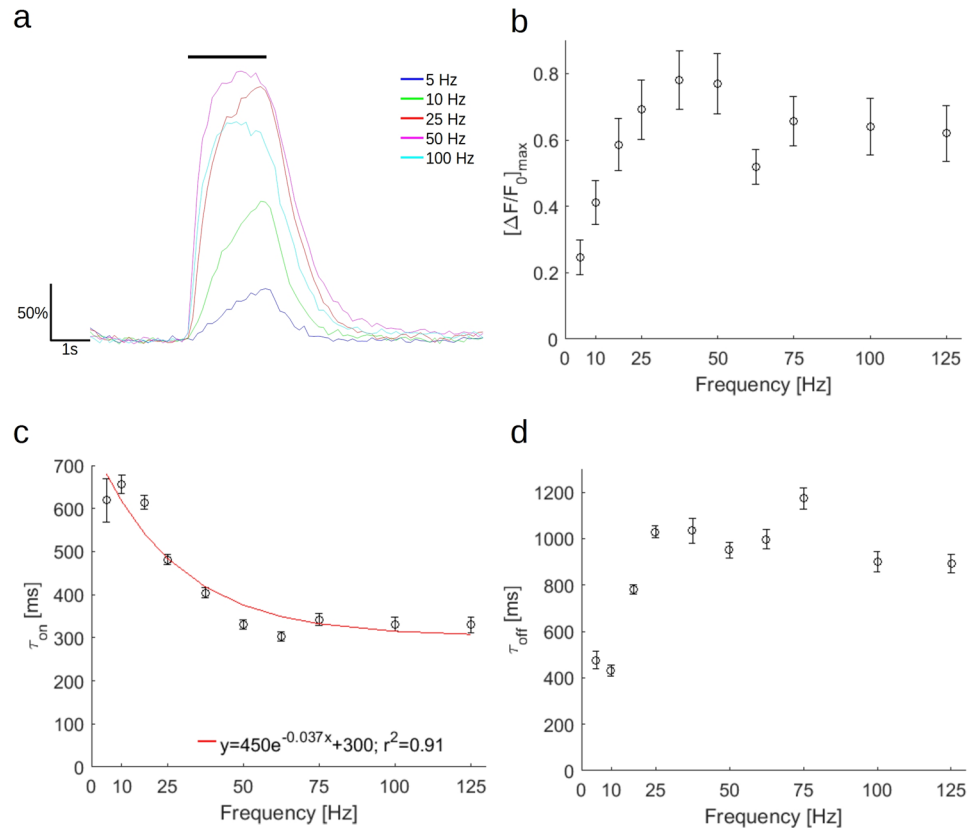 a
5 Hz
10 Hz
25 Hz
50 Hz
100 Hz
50%
1s
b
[ΔF/F0]max
0.8
0.6
0.4
0.2
0
0 10 25 50 75 100 125
Frequency [Hz]
c
τon [ms]
700
600
500
400
300
200
100
0
y=450e-0.037x+300; r2=0.91
0 10 25 50 75 100 125
Frequency [Hz]
d
τoff [ms]
1200
1000
800
600
400
200
0
0 10 25 50 75 100 125
Frequency [Hz]